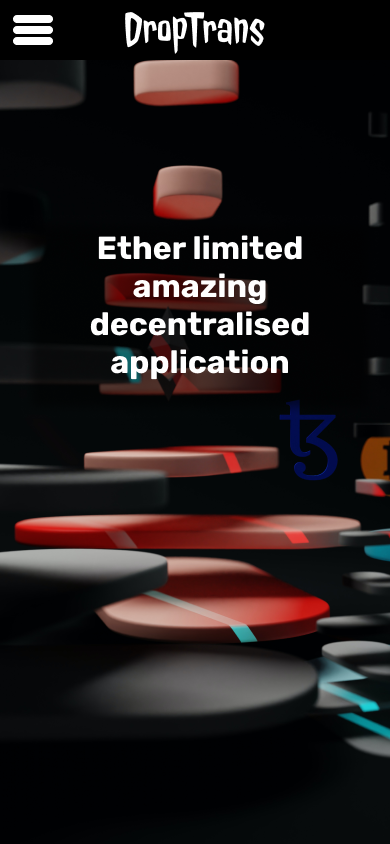 DropTrans
Ether limited
amazing
decentralised
application